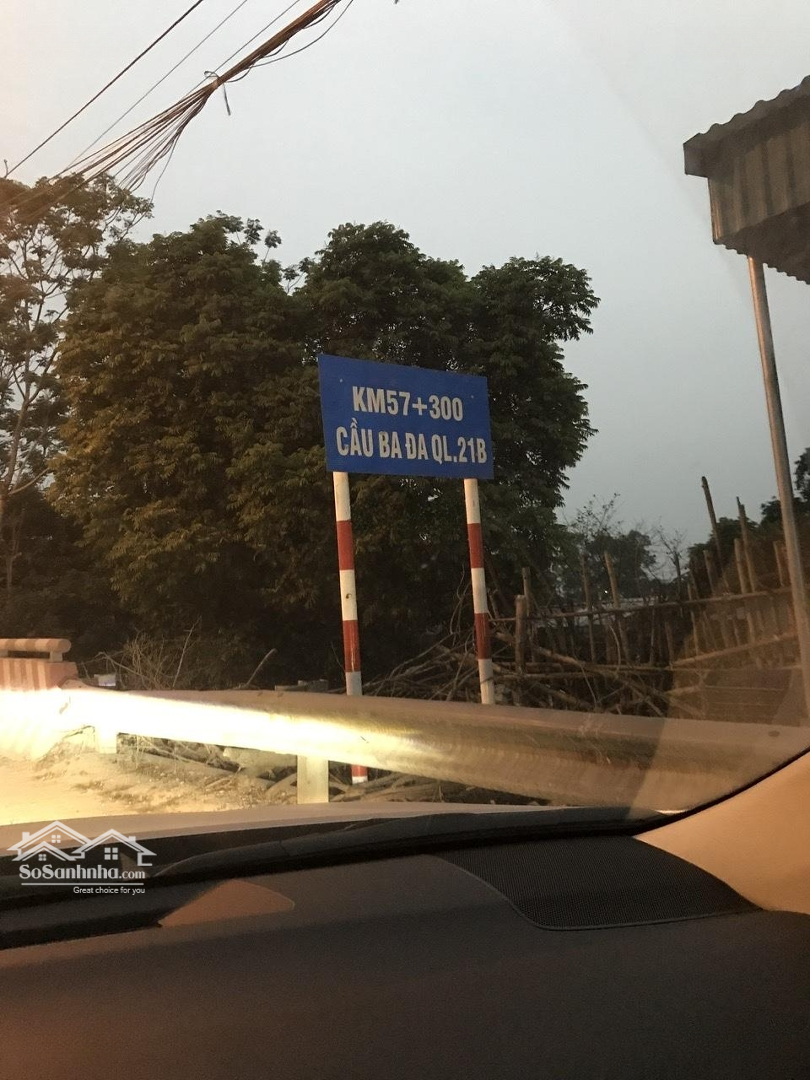 KM57+300
CẦU BA ĐA QL.21B
SoSanhnha.com
Great choice for you